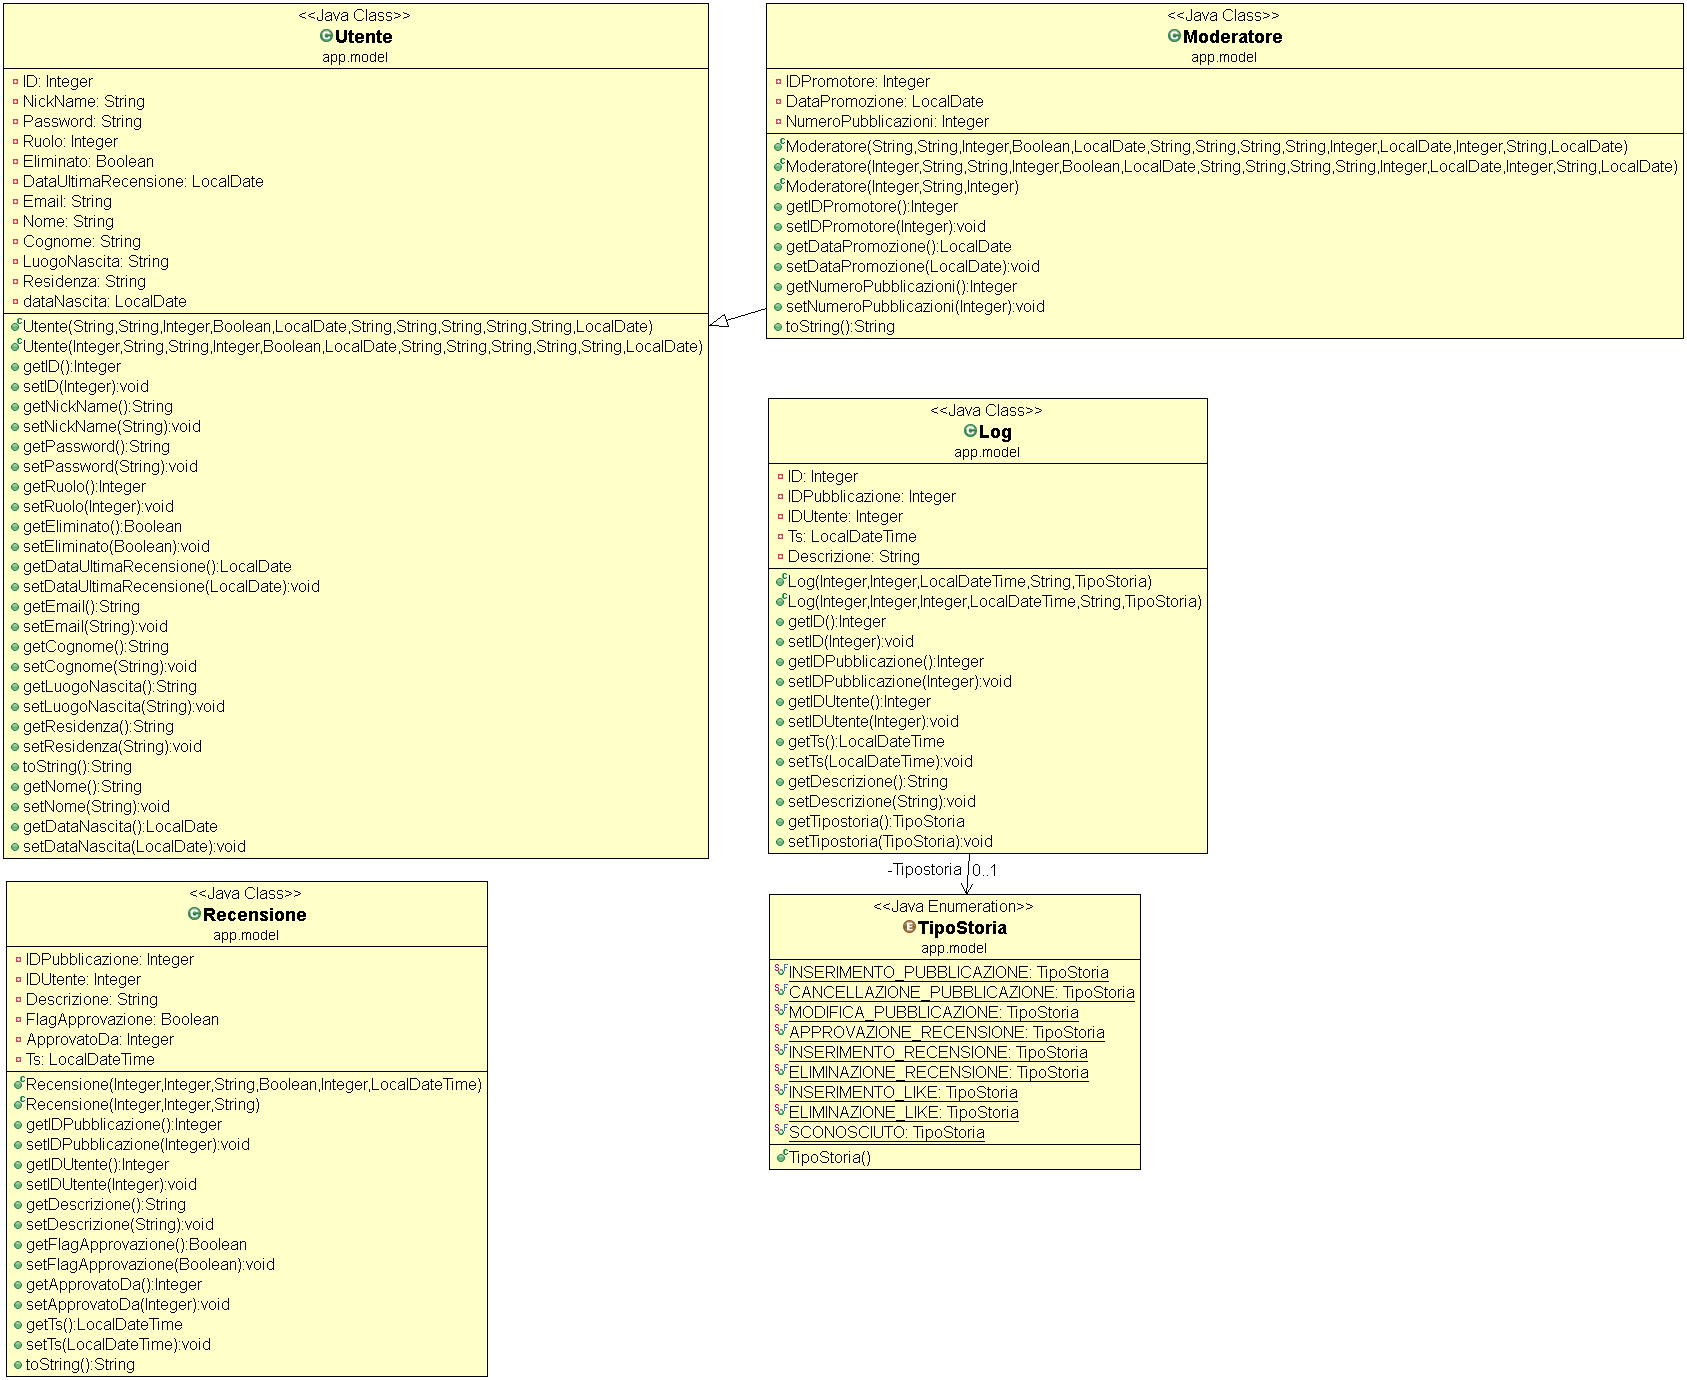 <<Java Class>>
Utente
app.model
ID: Integer
NickName: String
Password: String
Ruolo: Integer
Eliminato: Boolean
DataUltimaRecensione: LocalDate
Email: String
Nome: String
Cognome: String
LuogoNascita: String
Residenza: String
dataNascita: LocalDate
Utente(String,String,Integer,Boolean,LocalDate,String,String,String,String,String,LocalDate)
Utente(Integer,String,String,Integer,Boolean,LocalDate,String,String,String,String,String,LocalDate)
getID():Integer
setID(Integer):void
getNickName():String
setNickName(String):void
getPassword():String
setPassword(String):void
getRuolo():Integer
setRuolo(Integer):void
getEliminato():Boolean
setEliminato(Boolean):void
getDataUltimaRecensione():LocalDate
setDataUltimaRecensione(LocalDate):void
getEmail():String
setEmail(String):void
getCognome():String
setCognome(String):void
getLuogoNascita():String
setLuogoNascita(String):void
getResidenza():String
setResidenza(String):void
toString():String
getNome():String
setNome(String):void
getDataNascita():LocalDate
setDataNascita(LocalDate):void
<<Java Class>>
Moderatore
app.model
IDPromotore: Integer
DataPromozione: LocalDate
NumeroPubblicazioni: Integer
Moderatore(String,String,Integer,Boolean,LocalDate,String,String,String,String,Integer,LocalDate,Integer,String,LocalDate)
Moderatore(Integer,String,String,Integer,Boolean,LocalDate,String,String,String,String,Integer,LocalDate,Integer,String,LocalDate)
Moderatore(Integer,String,Integer)
getIDPromotore():Integer
setIDPromotore(Integer):void
getDataPromozione():LocalDate
setDataPromozione(LocalDate):void
getNumeroPubblicazioni():Integer
setNumeroPubblicazioni(Integer):void
toString():String
<<Java Class>>
Log
app.model
ID: Integer
IDPubblicazione: Integer
IDUtente: Integer
Ts: LocalDateTime
Descrizione: String
Log(Integer,Integer,LocalDateTime,String,TipoStoria)
Log(Integer,Integer,Integer,LocalDateTime,String,TipoStoria)
getID():Integer
setID(Integer):void
getIDPubblicazione():Integer
setIDPubblicazione(Integer):void
getIDUtente():Integer
setIDUtente(Integer):void
getTs():LocalDateTime
setTs(LocalDateTime):void
getDescrizione():String
setDescrizione(String):void
getTipostoria():TipoStoria
setTipostoria(TipoStoria):void
-Tipostoria 0..1
<<Java Enumeration>>
TipoStoria
app.model
INSERIMENTO_PUBBLICAZIONE: TipoStoria
CANCELLAZIONE_PUBBLICAZIONE: TipoStoria
MODIFICA_PUBBLICAZIONE: TipoStoria
APPROVAZIONE_RECENSIONE: TipoStoria
INSERIMENTO_RECENSIONE: TipoStoria
ELIMINAZIONE_RECENSIONE: TipoStoria
INSERIMENTO_LIKE: TipoStoria
ELIMINAZIONE_LIKE: TipoStoria
SCONOSCIUTO: TipoStoria
TipoStoria()
<<Java Class>>
Recensione
app.model
IDPubblicazione: Integer
IDUtente: Integer
Descrizione: String
FlagApprovazione: Boolean
ApprovatoDa: Integer
Ts: LocalDateTime
Recensione(Integer,Integer,String,Boolean,Integer,LocalDateTime)
Recensione(Integer,Integer,String)
getIDPubblicazione():Integer
setIDPubblicazione(Integer):void
getIDUtente():Integer
setIDUtente(Integer):void
getDescrizione():String
setDescrizione(String):void
getFlagApprovazione():Boolean
setFlagApprovazione(Boolean):void
getApprovatoDa():Integer
setApprovatoDa(Integer):void
getTs():LocalDateTime
setTs(LocalDateTime):void
toString():String